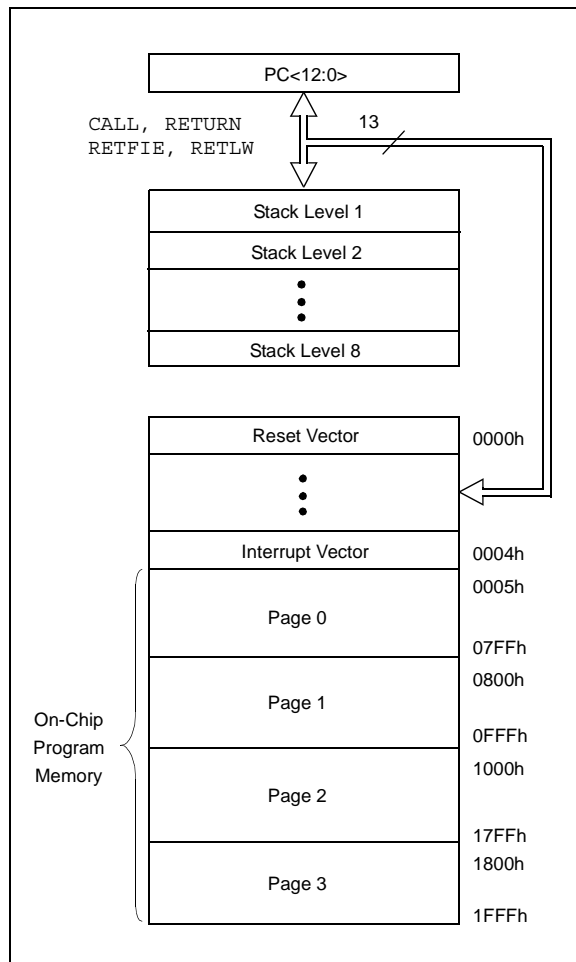 PC<12:0>
CALL, RETURN
RETFIE, RETLW
13
Stack Level 1
Stack Level 2
Stack Level 8
Reset Vector
0000h
Interrupt Vector
0004h
0005h
Page 0
07FFh
0800h
Page 1
0FFFh
On-Chip
Program
Memory
1000h
Page 2
17FFh
1800h
Page 3
1FFFh